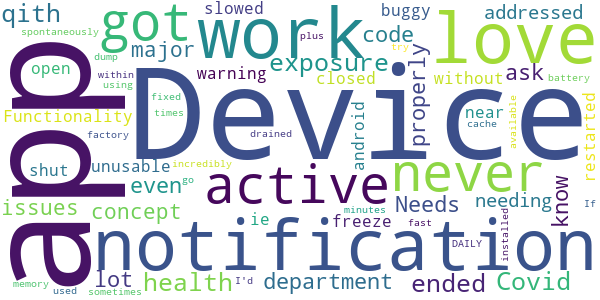 qith
spontaneously
got
slowed
work
plus
buggy
code
try
addressed
love
open
dump
within
using
major
warning
exposure
closed
properly
without
ask
near
cache
battery
available
restarted
app
Functionality
fixed
times
factory
drained
Device
android
shut
unusable
incredibly
even
go
active
never
know
issues
concept
ie
minutes
freeze
fast
Needs
needing
If
notification
DAILY
installed
memory
used
lot
sometimes
health
I'd
department
ended
Covid